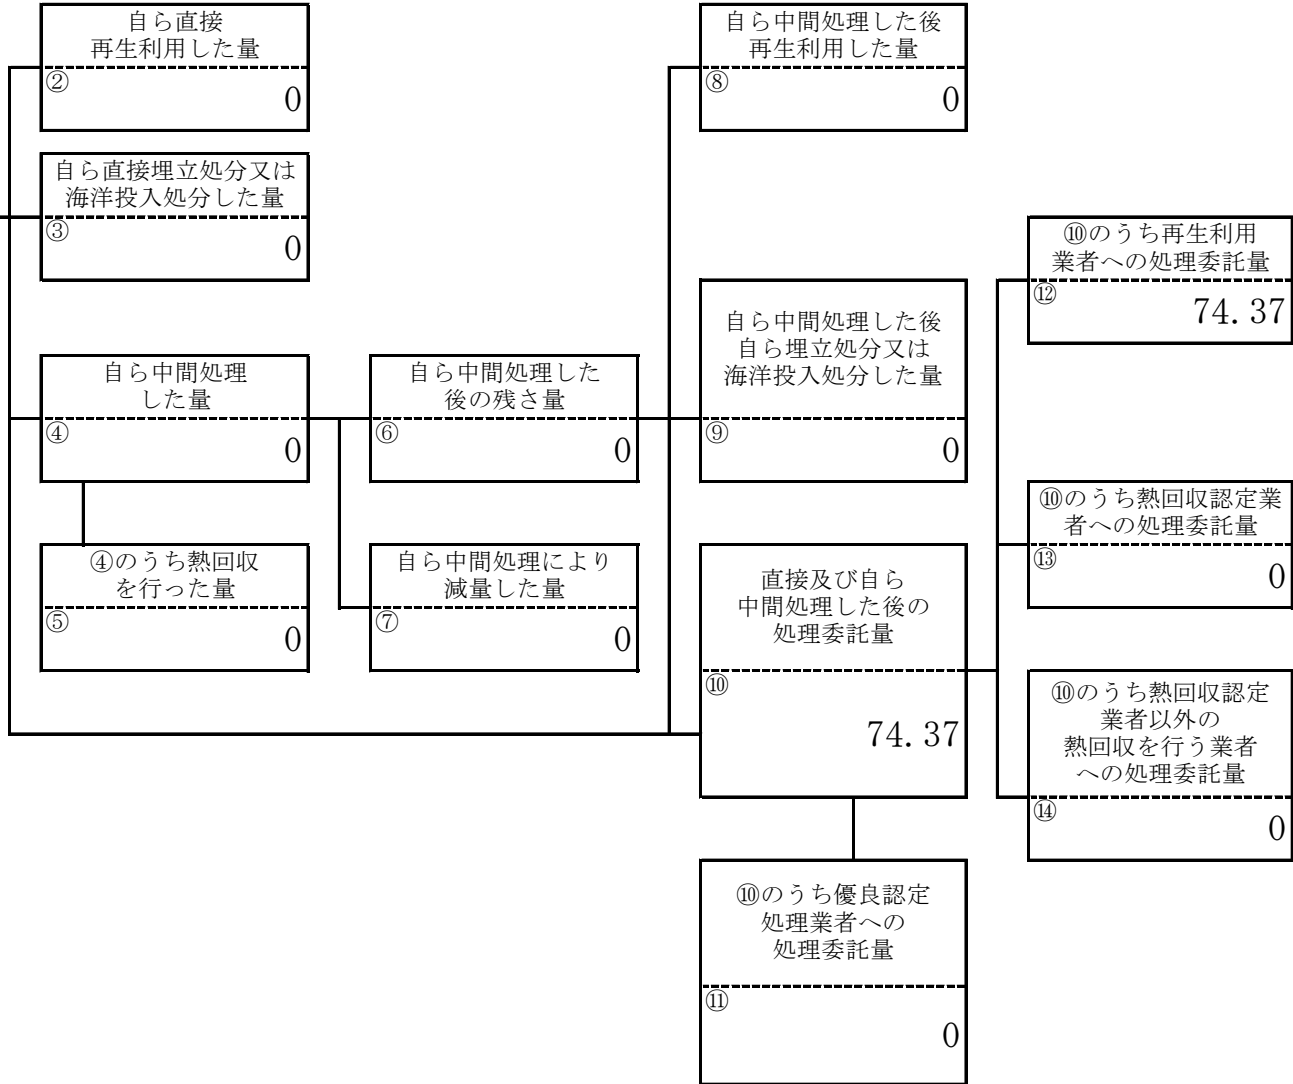 自ら直接
再生利用した量
②
0
自ら直接埋立処分又は
海洋投入処分した量
③
0
自ら中間処理
した量
④
0
④のうち熱回収
を行った量
⑤
0
自ら中間処理した
後の残さ量
⑥
0
自ら中間処理により
減量した量
⑦
0
自ら中間処理した後
再生利用した量
⑧
0
自ら中間処理した後
自ら埋立処分又は
海洋投入処分した量
⑨
0
直接及び自ら
中間処理した後の
処理委託量
⑩
74.37
⑩のうち優良認定
処理業者への
処理委託量
⑪
0
⑩のうち再生利用
業者への処理委託量
⑫
74.37
⑩のうち熱回収認定業
者への処理委託量
⑬
0
⑩のうち熱回収認定
業者以外の
熱回収を行う業者
への処理委託量
⑭
0